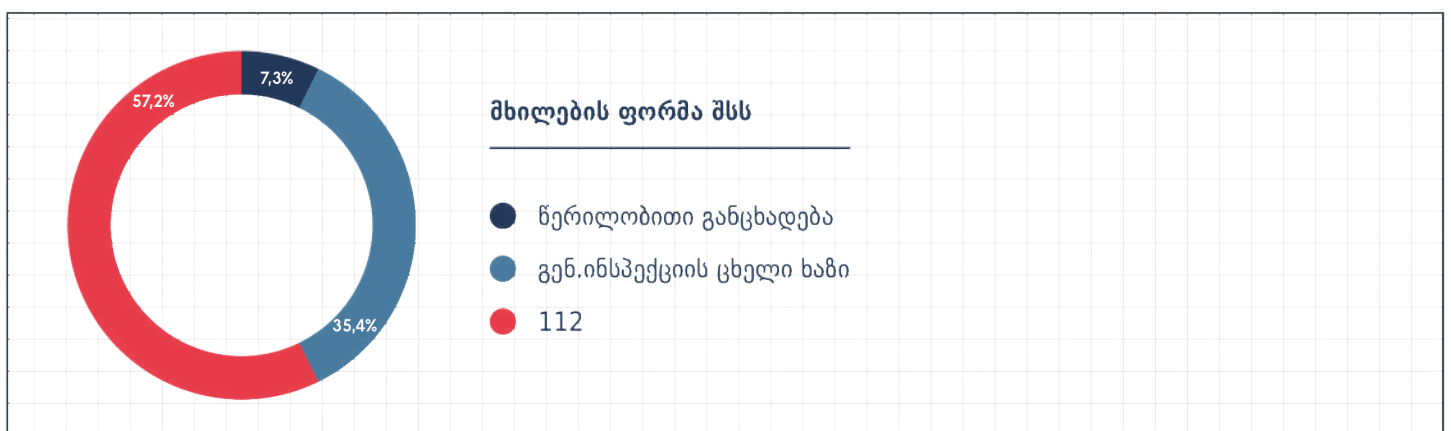 7,3%
57,2%
35,4%
მხილების ფორმა შსს
წერილობითი განცხადება
გენ.ინსპექციის ცხელი ხაზი
112